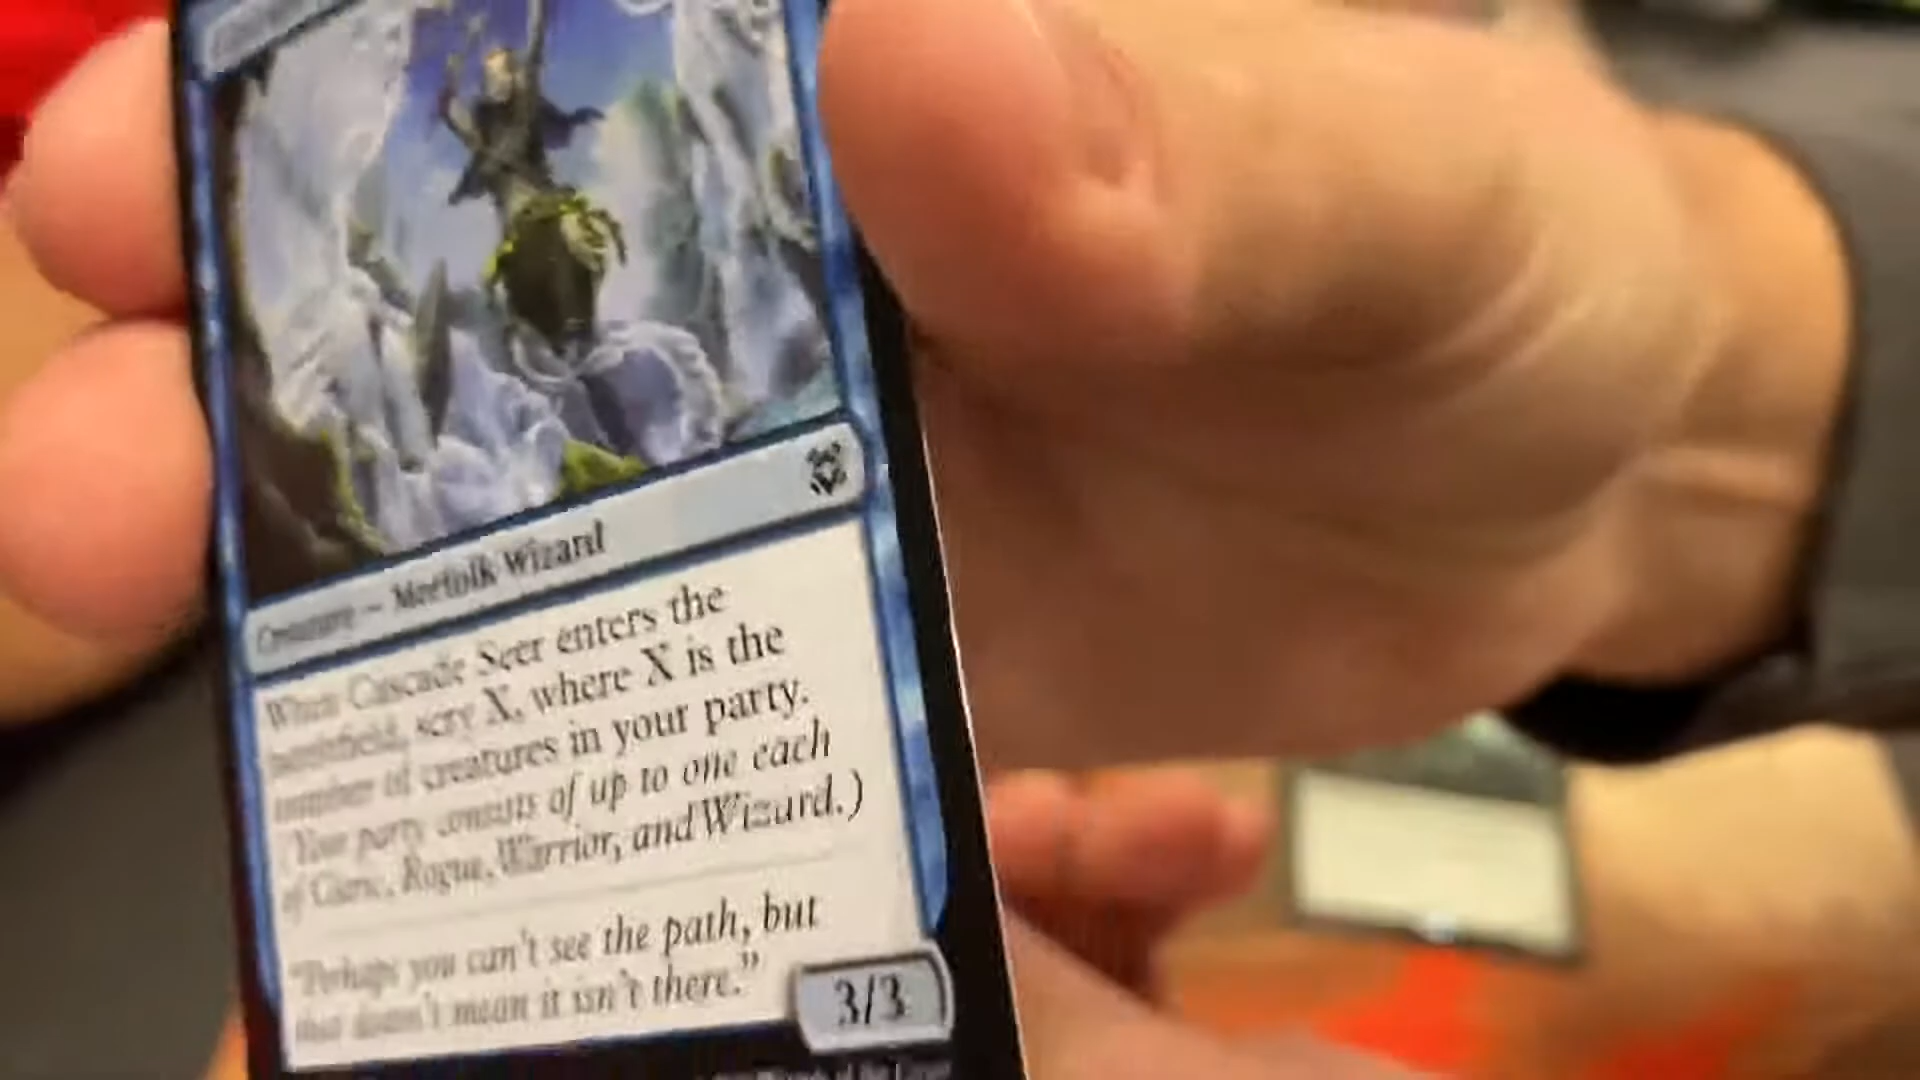 Creature – Merfolk Wizard
When Cascade Seer enters the
battlefield, scry X, where X is the
number of creatures in your party.
(Your party consists of up to one each
of Cleric, Rogue, Warrior, and Wizard.)
"Perhaps you can't see the path, but
that doesn't mean it isn't there."
3/3